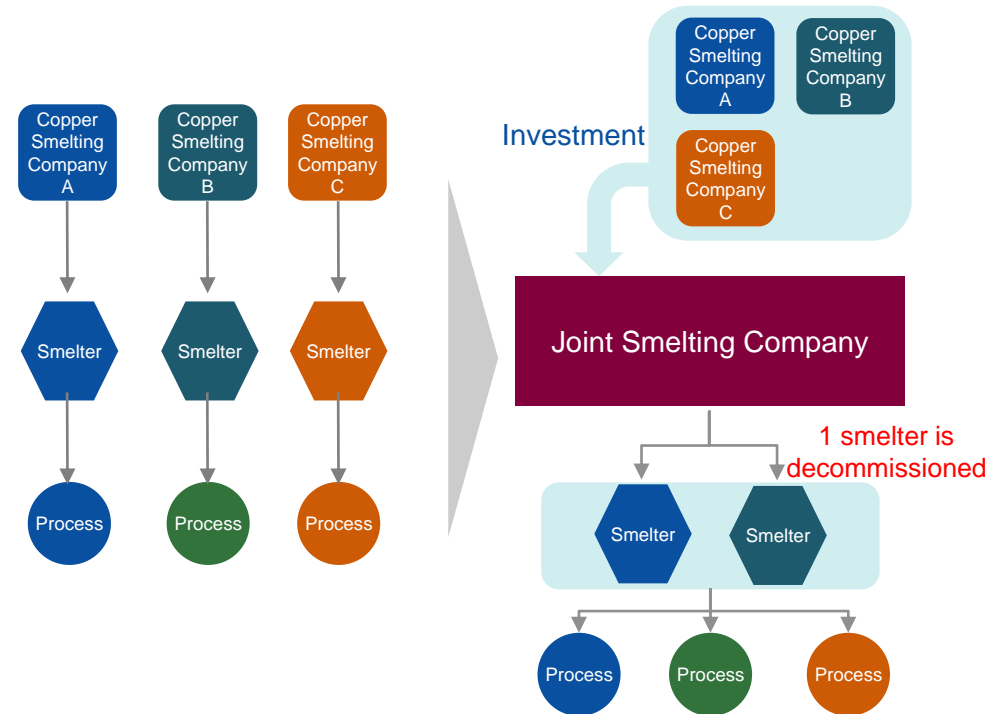 Copper
Smelting
Company
A
Copper
Smelting
Company
B
Copper
Smelting
Company
C
Smelter
Smelter
Smelter
Process
Process
Process
Copper
Smelting
Company
A
Copper
Smelting
Company
B
Investment
Copper
Smelting
Company
C
Joint Smelting Company
1 smelter is
decommissioned
Smelter
Smelter
Process
Process
Process